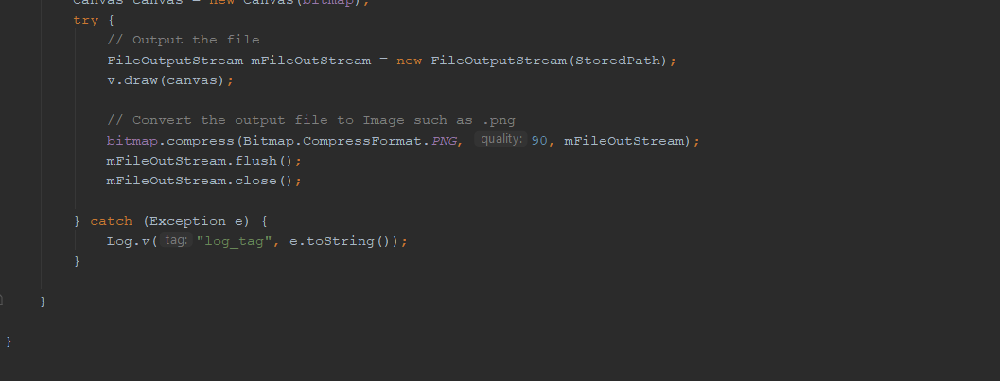 Canvas canvas = new Canvas(bitmap);
try {
// Output the file
FileOutputStream mFileOutStream = new FileOutputStream(StoredPath);
v.draw(canvas);
// Convert the output file to Image such as .png
bitmap.compress(Bitmap.CompressFormat.PNG, quality: 90, mFileOutStream);
mFileOutStream.flush();
mFileOutStream.close();
} catch (Exception e) {
Log.v( tag: "log_tag", e.toString());
}
}
}